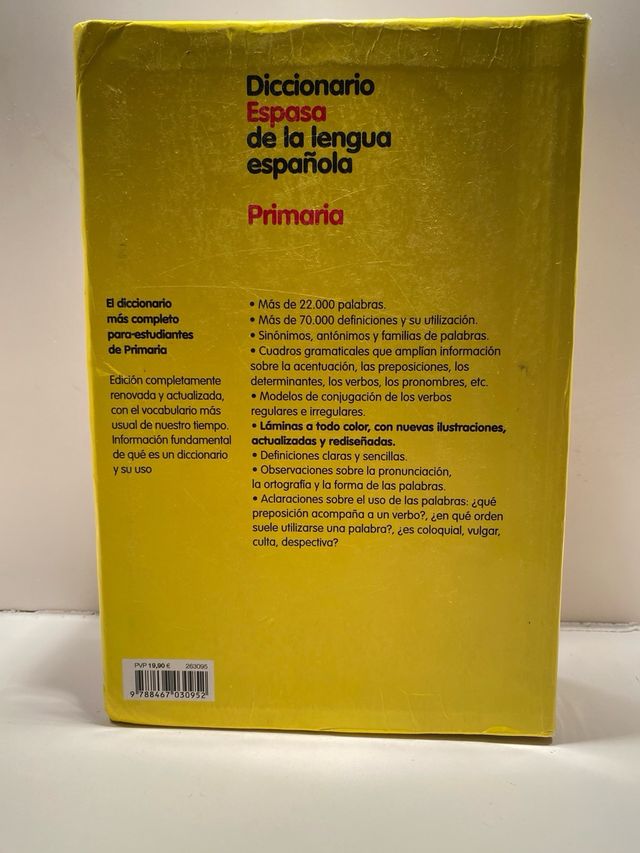 Diccionario
Espasa
de la lengua
española
Primaria
El diccionario
más completo
para-estudiantes
de Primaria
Edición completamente
renovada y actualizada,
con el vocabulario más
usual de nuestro tiempo.
Información fundamental
de qué es un diccionario
y su uso
• Más de 22.000 palabras.
• Más de 70.000 definiciones y su utilización.
• Sinónimos, antónimos y familias de palabras.
• Cuadros gramaticales que amplían información
sobre la acentuación, las preposiciones, los
determinantes, los verbos, los pronombres, etc.
• Modelos de conjugación de los verbos
regulares e irregulares.
• Láminas a todo color, con nuevas ilustraciones,
actualizadas y rediseñadas.
• Definiciones claras y sencillas.
• Observaciones sobre la pronunciación,
la ortografía y la forma de las palabras.
• Aclaraciones sobre el uso de las palabras: ¿qué
preposición acompaña a un verbo?, ¿en qué orden
suele utilizarse una palabra?, ¿es coloquial, vulgar,
culta, despectiva?
PVP 19,90 € 263095
9 788467 030952